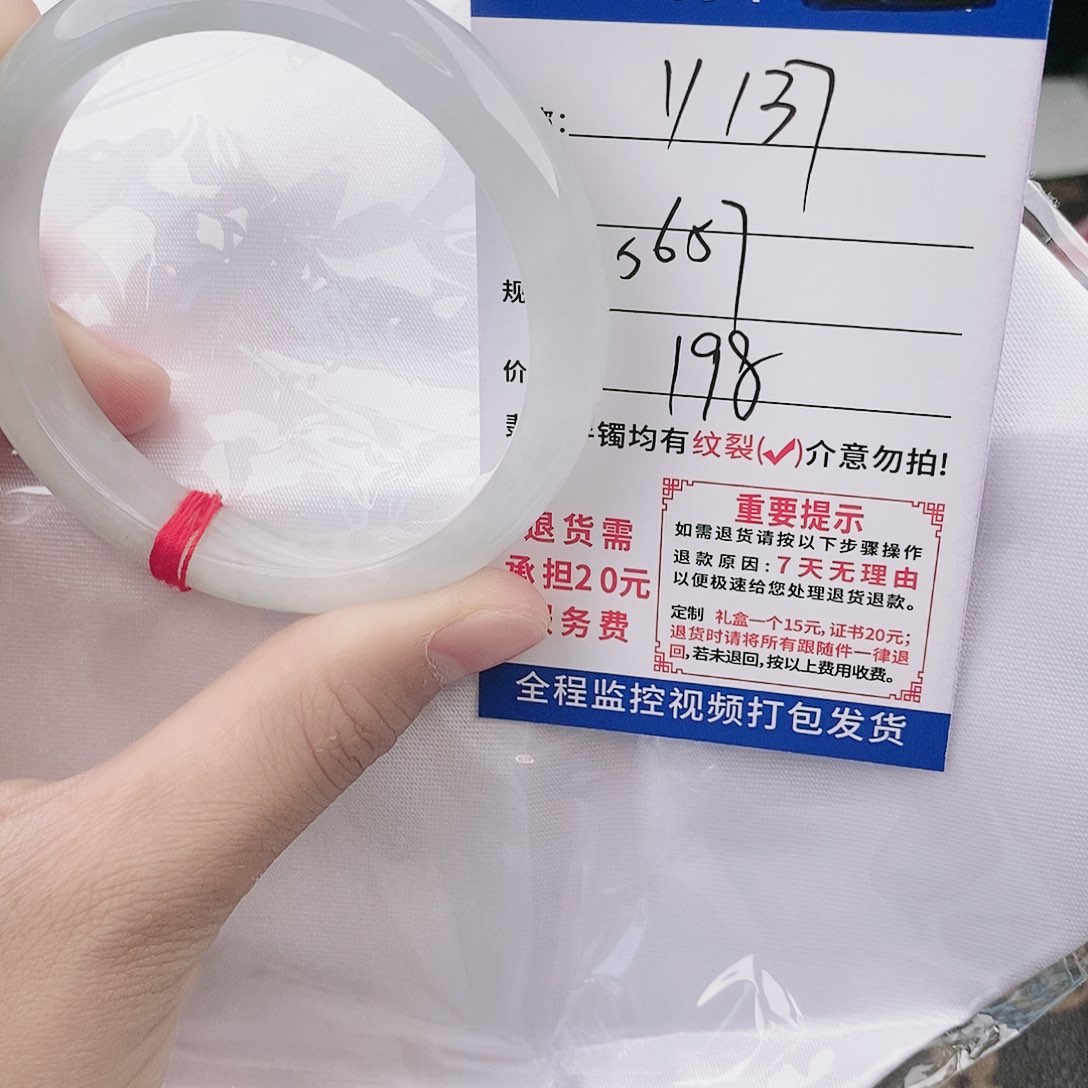 1/137
5607
规
198
价
手镯均有纹裂(✓)介意勿拍!
退货需
承担20元
服务费
重要提示
如需退货请按以下步骤操作
退款原因:7天无理由
以便极速给您处理退货退款。
定制 礼盒一个15元,证书20元;
退货时请将所有跟随件一律退
回,若未退回,按以上费用收费。
全程监控视频打包发货